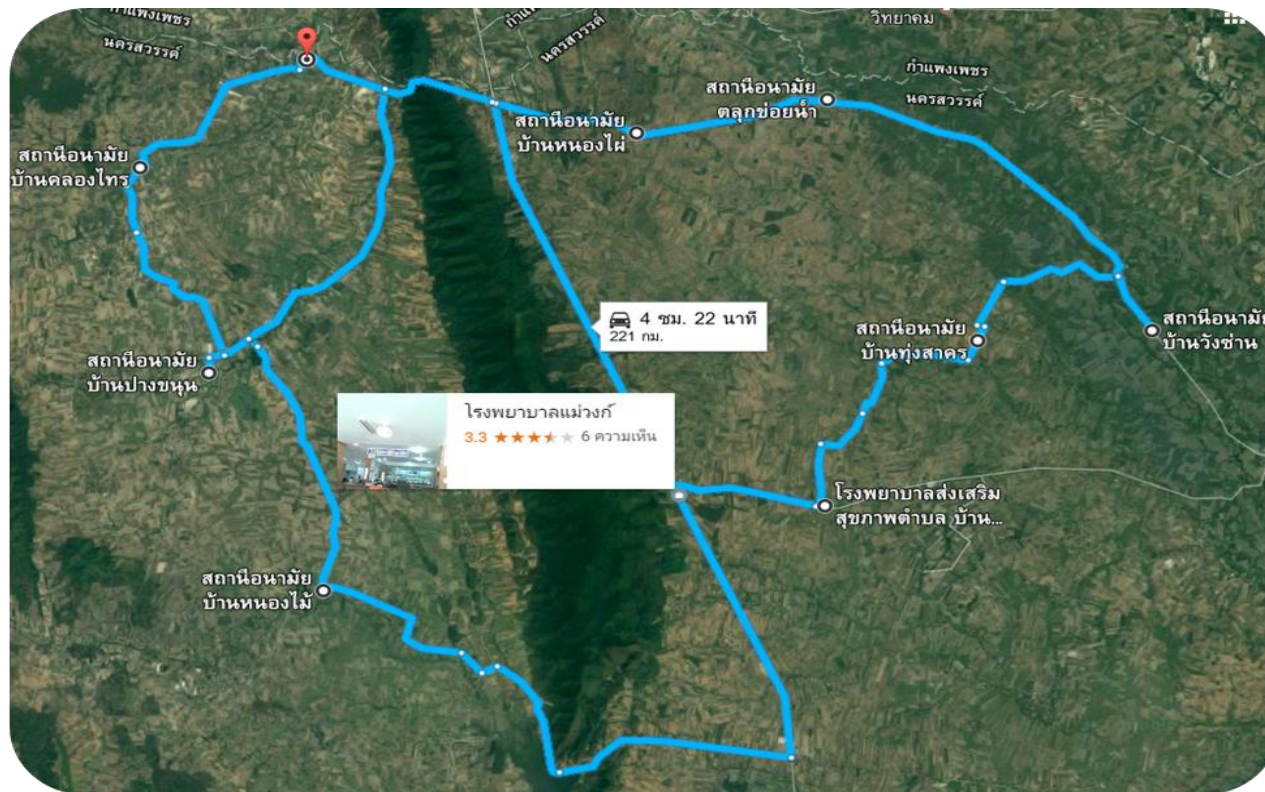 กำแพงเพชร
นครสวรรค์
กำแพ
นครสวรรค์
วิทยาคม
กำแพงเพชร
นครสวรรค์
สถานีอนามัย
ตลุกข่อยน้ำ
สถานีอนามัย
บ้านหนองไผ่
สถานีอนามัย
บ้านคลองไทร
4 ชม. 22 นาที
221 กม.
สถานีอนามัย
บ้านทุ่งสาคร
สถานีอนามัย
บ้านวังซ่าน
สถานีอนามัย
บ้านปางขนุน
โรงพยาบาลแม่วงก์
3.3 ★★★★★ 6 ความเห็น
โรงพยาบาลส่งเสริม
สุขภาพตำบล บ้าน...
สถานีอนามัย
บ้านหนองไม้